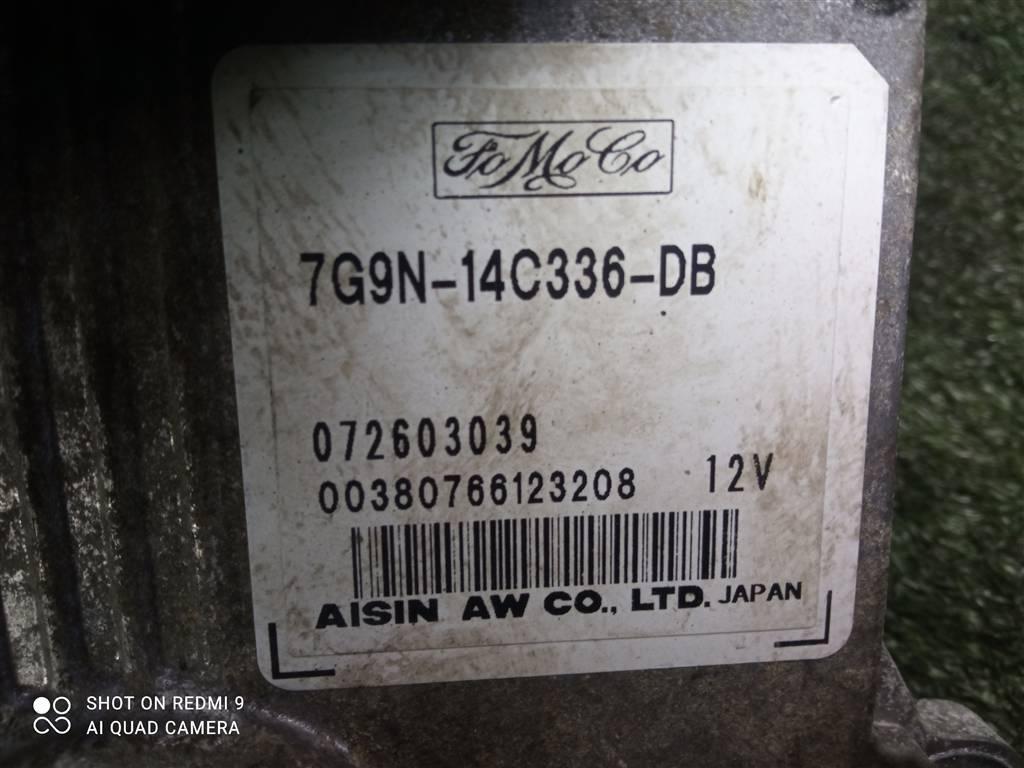 FoMoCo
7G9N-14C336-DB
072603039
00380766123208 12V
AISIN AW CO., LTD. JAPAN
SHOT ON REDMI 9
AI QUAD CAMERA